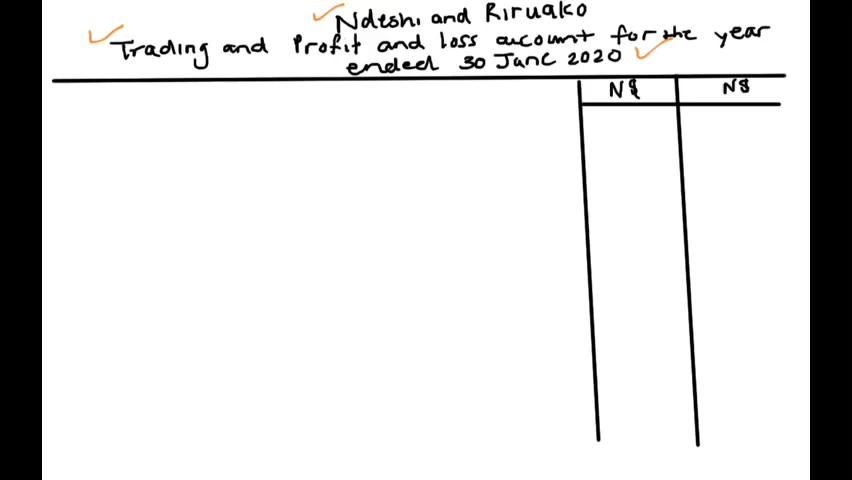 Ndeshi and Riruako
Trading and Profit and loss account for the year
ended 30 June 2020
N$ N$